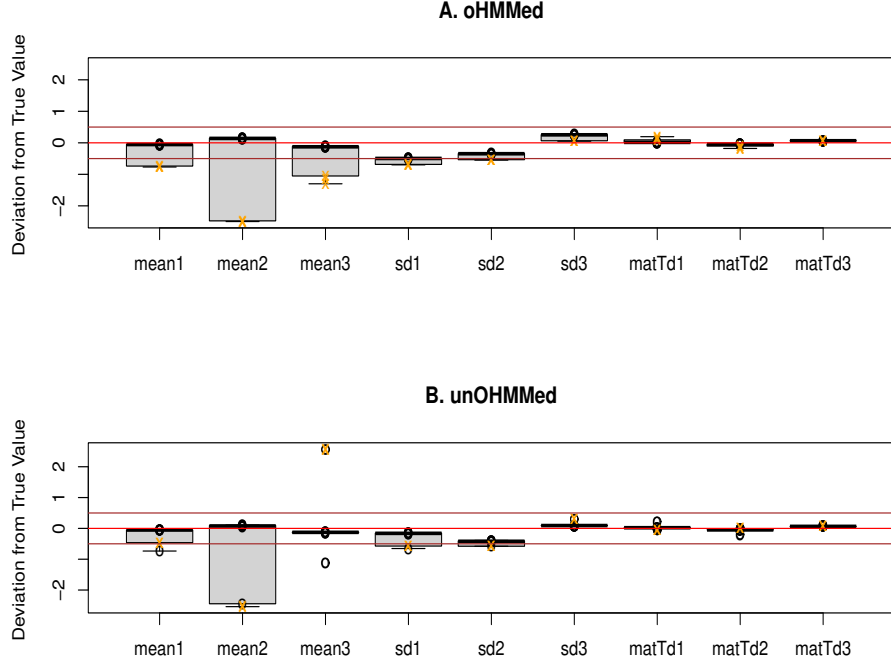 A. oHMMed
Deviation from True Value
2
1
0
−2
mean1 mean2 mean3 sd1 sd2 sd3 matTd1 matTd2 matTd3
B. unOHMMed
Deviation from True Value
2
1
0
−2
mean1 mean2 mean3 sd1 sd2 sd3 matTd1 matTd2 matTd3